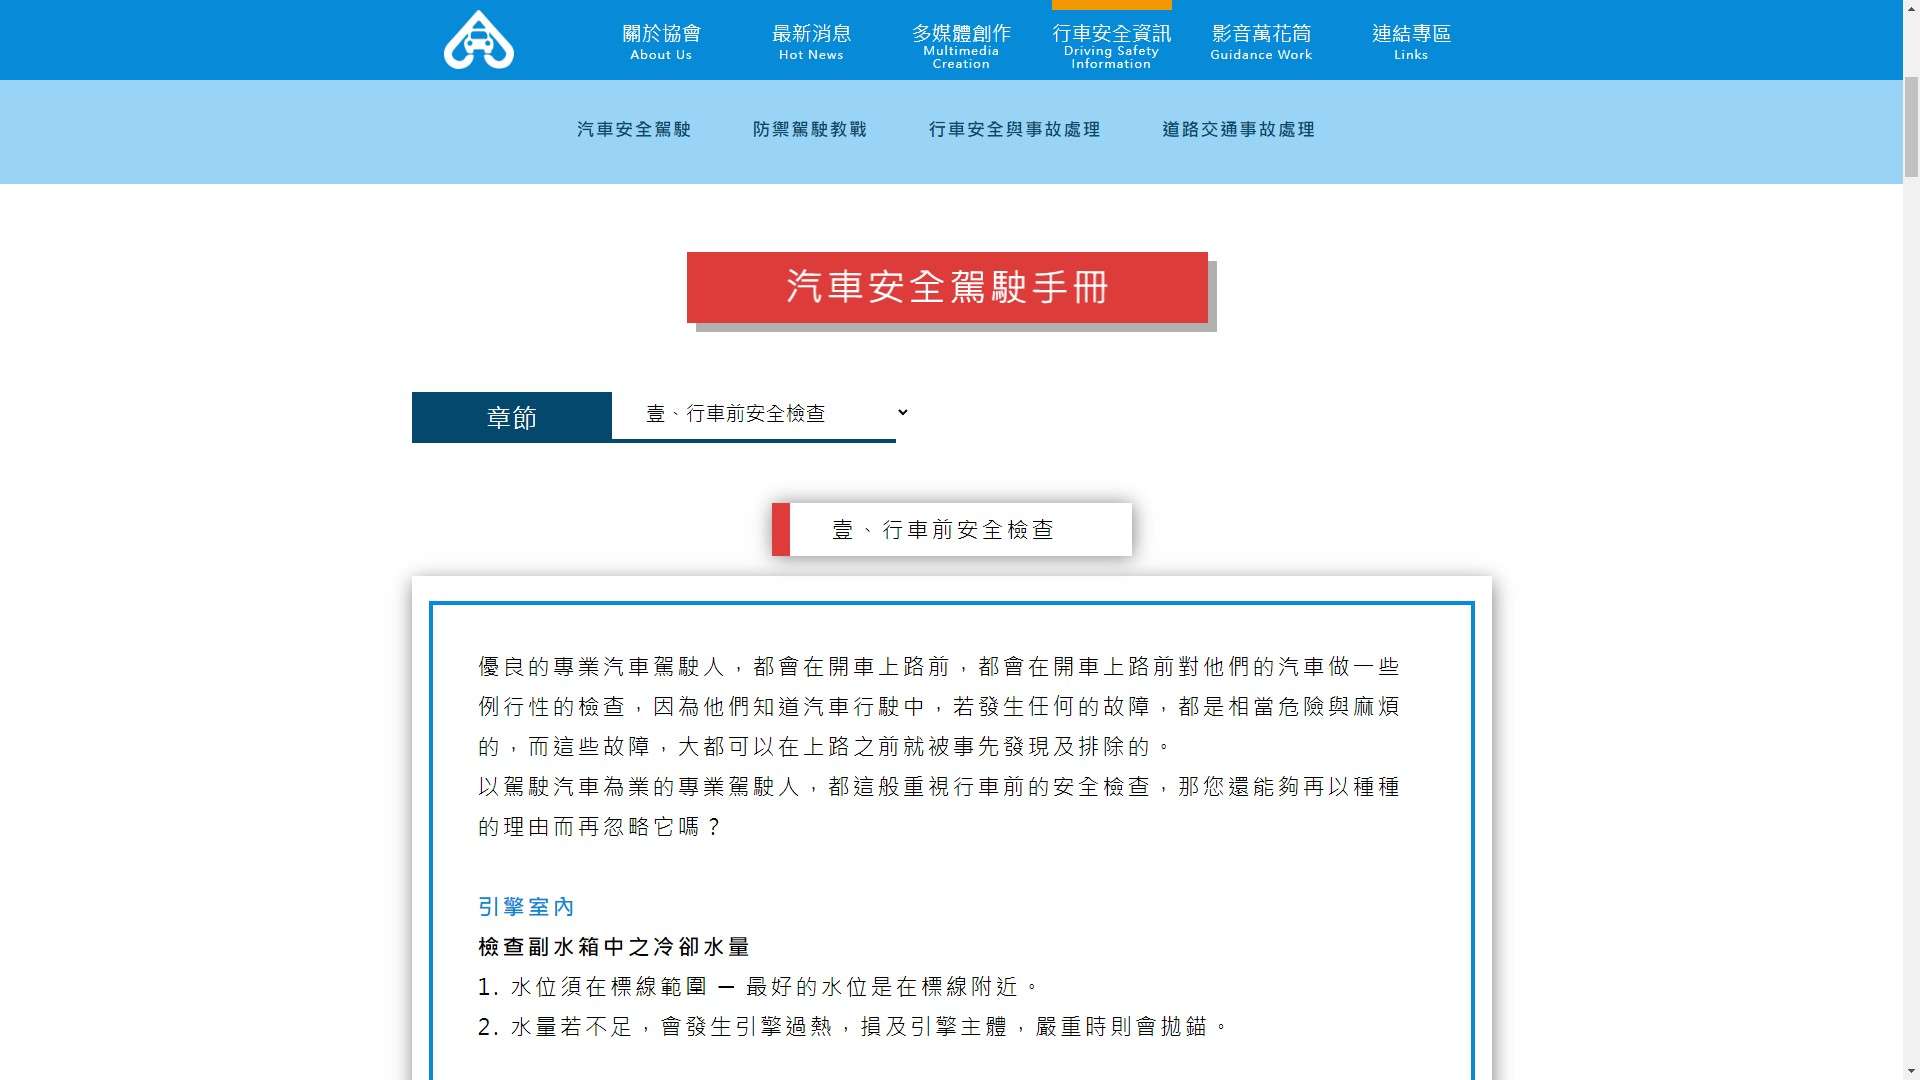 關於協會
About Us
最新消息
Hot News
多媒體創作
Multimedia
Creation
行車安全資訊
Driving Safety
Information
影音萬花筒
Guidance Work
連結專區
Links
汽車安全駕駛
防禦駕駛教戰
行車安全與事故處理
道路交通事故處理
汽車安全駕駛手冊
章節
壹、行車前安全檢查
壹、行車前安全檢查
優良的專業汽車駕駛人，都會在開車上路前，都會在開車上路前對他們的汽車做一些
例行性的檢查，因為他們知道汽車行駛中，若發生任何的故障，都是相當危險與麻煩
的，而這些故障，大都可以在上路之前就被事先發現及排除的。
以駕駛汽車為業的專業駕駛人，都這般重視行車前的安全檢查，那您還能夠再以種種
的理由而再忽略它嗎？
引擎室內
檢查副水箱中之冷卻水量
1. 水位須在標線範圍 — 最好的水位是在標線附近。
2. 水量若不足，會發生引擎過熱，損及引擎主體，嚴重時則會拋錨。